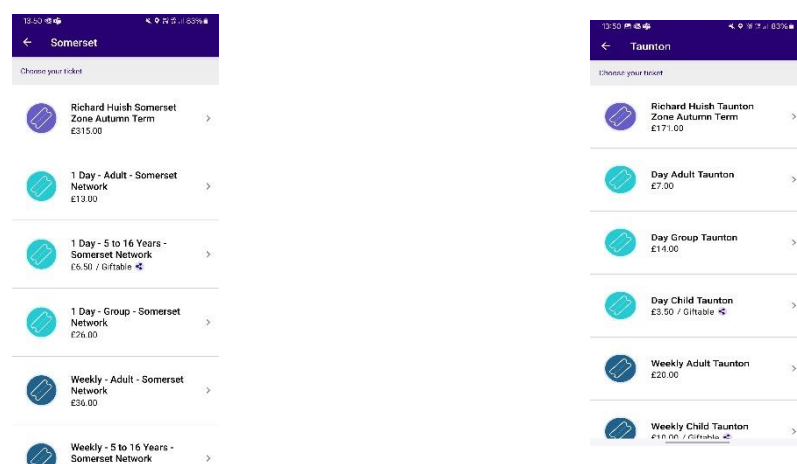 13:50
83%
Somerset
Choose your ticket
Richard Huish Somerset
Zone Autumn Term
£315.00
1 Day - Adult - Somerset
Network
£13.00
1 Day - 5 to 16 Years -
Somerset Network
£6.50 / Giftable
1 Day - Group - Somerset
Network
£26.00
Weekly - Adult - Somerset
Network
£36.00
Weekly - 5 to 16 Years -
Somerset Network
13:50
83%
Taunton
Choose your ticket
Richard Huish Taunton
Zone Autumn Term
£171.00
Day Adult Taunton
£7.00
Day Group Taunton
£14.00
Day Child Taunton
£3.50 / Giftable
Weekly Adult Taunton
£20.00
Weekly Child Taunton
£10.00 / Giftable